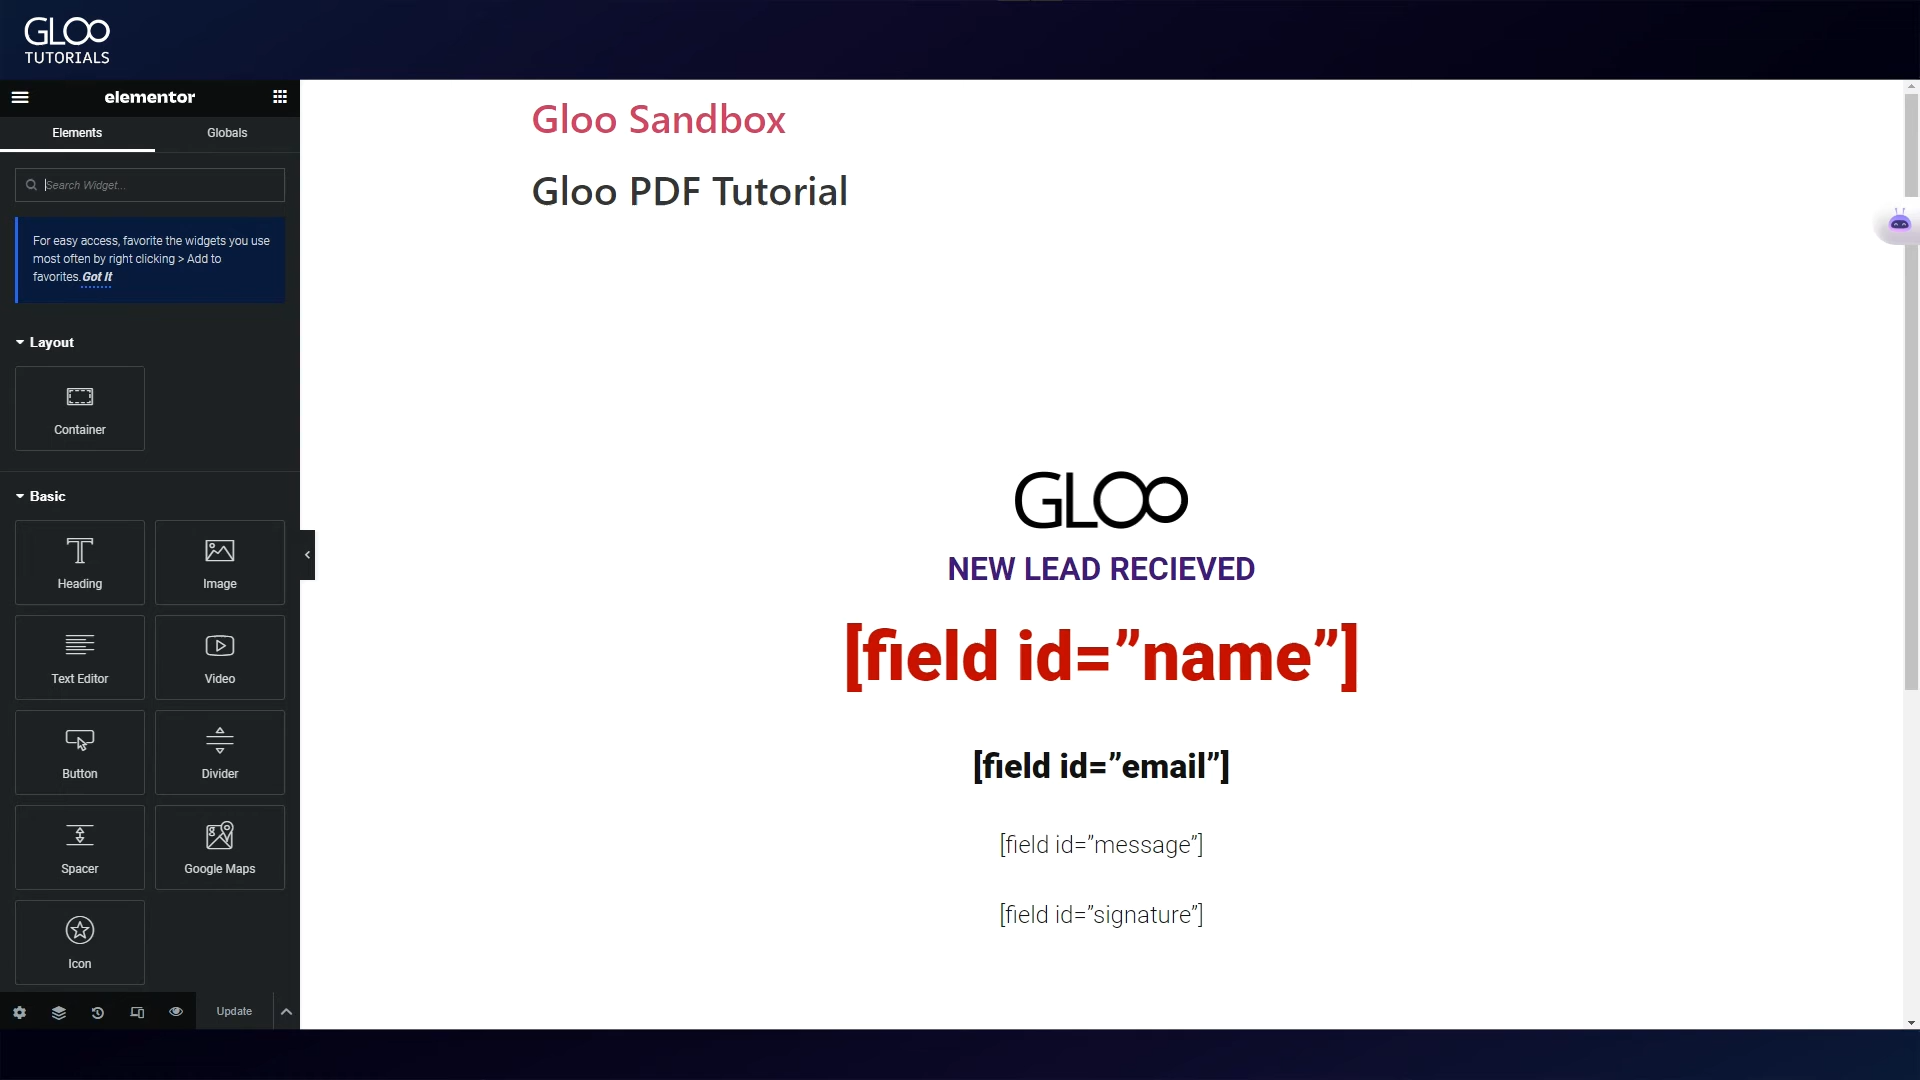 GLOO
TUTORIALS
elementor
Elements
Globals
Search Widget...
For easy access, favorite the widgets you use
most often by right clicking > Add to
favorites. Got It
Layout
Container
Basic
Heading
Image
Text Editor
Video
Button
Divider
Spacer
Google Maps
Icon
Update
Gloo Sandbox
Gloo PDF Tutorial
GLOO
NEW LEAD RECIEVED
[field id=”name”]
[field id=”email”]
[field id=”message”]
[field id=”signature”]